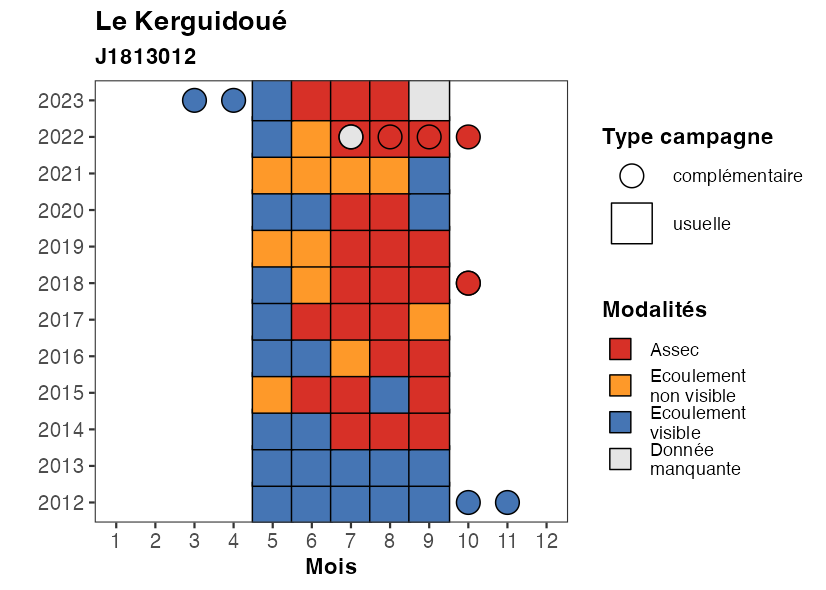 Le Kerguidoué
J1813012
2023
2022
2021
2020
2019
2018
2017
2016
2015
2014
2013
2012
1 2 3 4 5 6 7 8 9 10 11 12
Mois
Type campagne
complémentaire
usuelle
Modalités
Assec
Ecoulement
non visible
Ecoulement
visible
Donnée
manquante